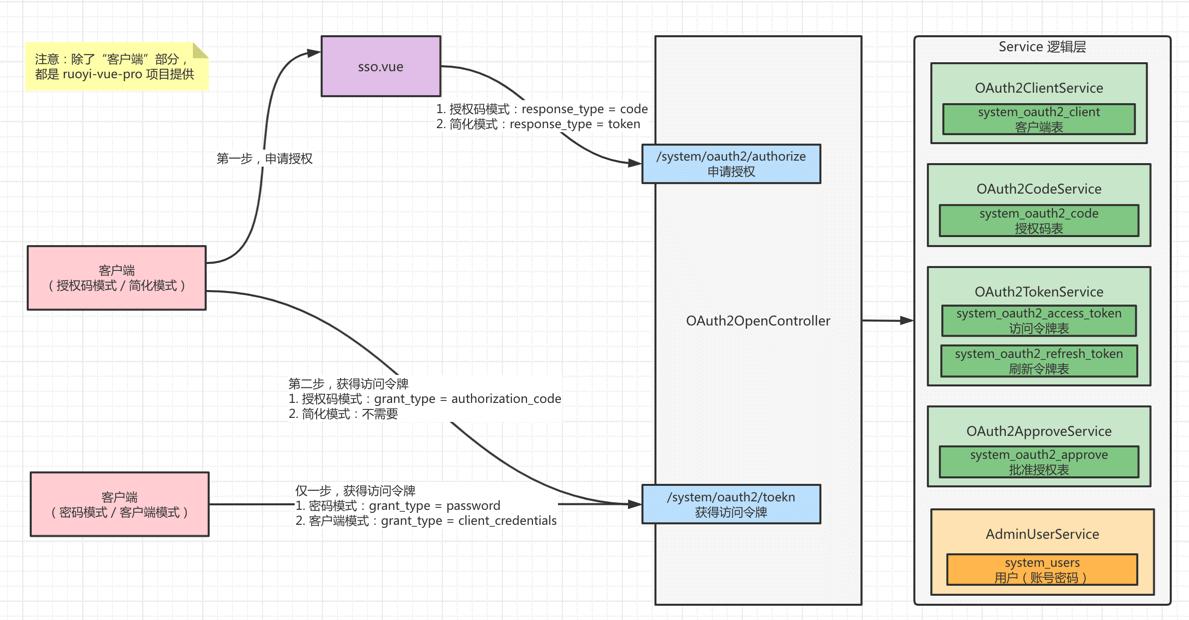 注意：除了“客户端”部分，
都是 ruoyi-vue-pro 项目提供
sso.vue
1. 授权码模式：response_type = code
2. 简化模式：response_type = token
第一步，申请授权
/system/oauth2/authorize
申请授权
客户端
（ 授权码模式 / 简化模式 ）
OAuth2OpenController
第二步，获得访问令牌
1. 授权码模式：grant_type = authorization_code
2. 简化模式：不需要
客户端
（ 密码模式 / 客户端模式 ）
仅一步，获得访问令牌
1. 密码模式：grant_type = password
2. 客户端模式：grant_type = client_credentials
/system/oauth2/toekn
获得访问令牌
Service 逻辑层
OAuth2ClientService
system_oauth2_client
客户端表
OAuth2CodeService
system_oauth2_code
授权码表
OAuth2TokenService
system_oauth2_access_token
访问令牌表
system_oauth2_refresh_token
刷新令牌表
OAuth2ApproveService
system_oauth2_approve
批准授权表
AdminUserService
system_users
用户（ 账号密码 ）